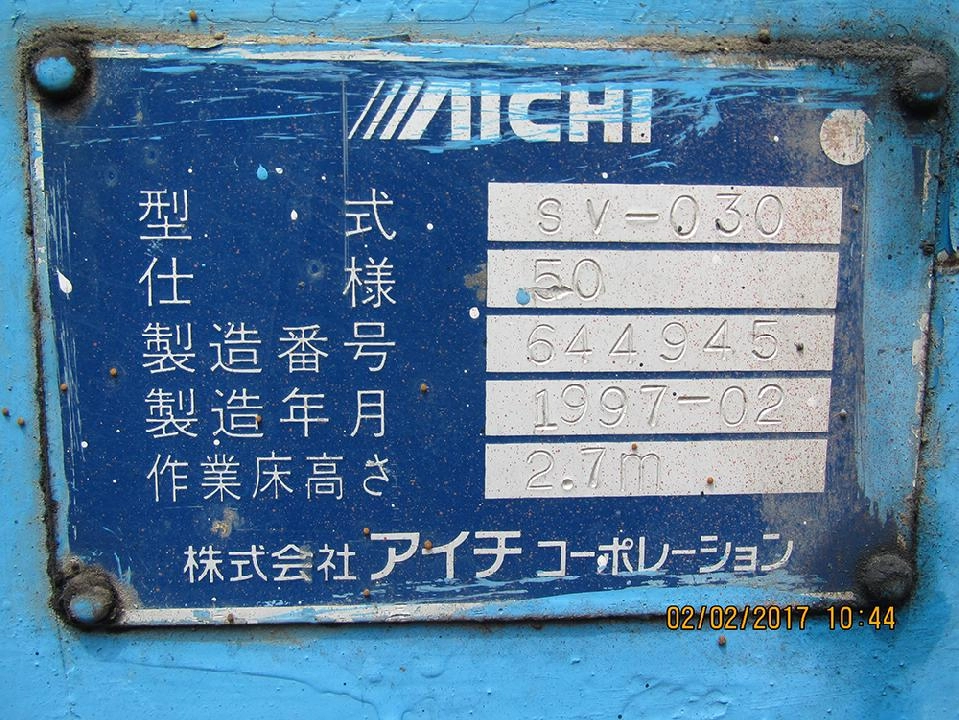 AICHI
型式 SV-030
仕様 50
製造番号 644945
製造年月 1997-02
作業床高さ 2.7m
株式会社 アイチ コーポレーション
02/02/2017 10:44